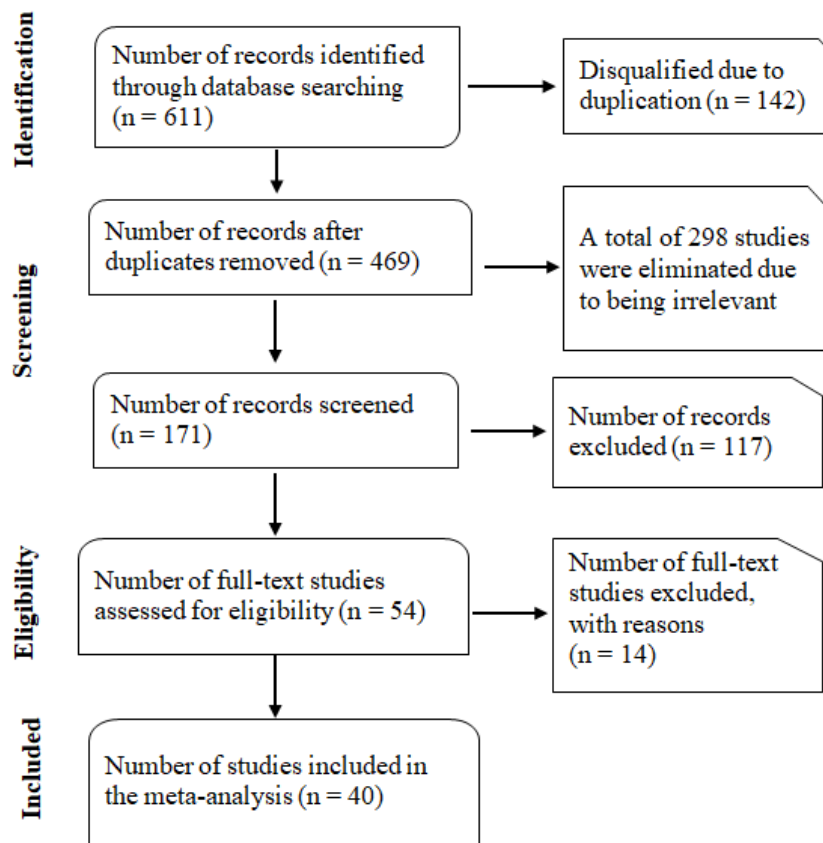 Identification
Number of records identified
through database searching
(n = 611)
Disqualified due to
duplication (n = 142)
Screening
Number of records after
duplicates removed (n = 469)
A total of 298 studies
were eliminated due
to being irrelevant
Number of records screened
(n = 171)
Number of records
excluded (n = 117)
Eligibility
Number of full-text studies
assessed for eligibility (n = 54)
Number of full-text
studies excluded,
with reasons
(n = 14)
Included
Number of studies included in
the meta-analysis (n = 40)